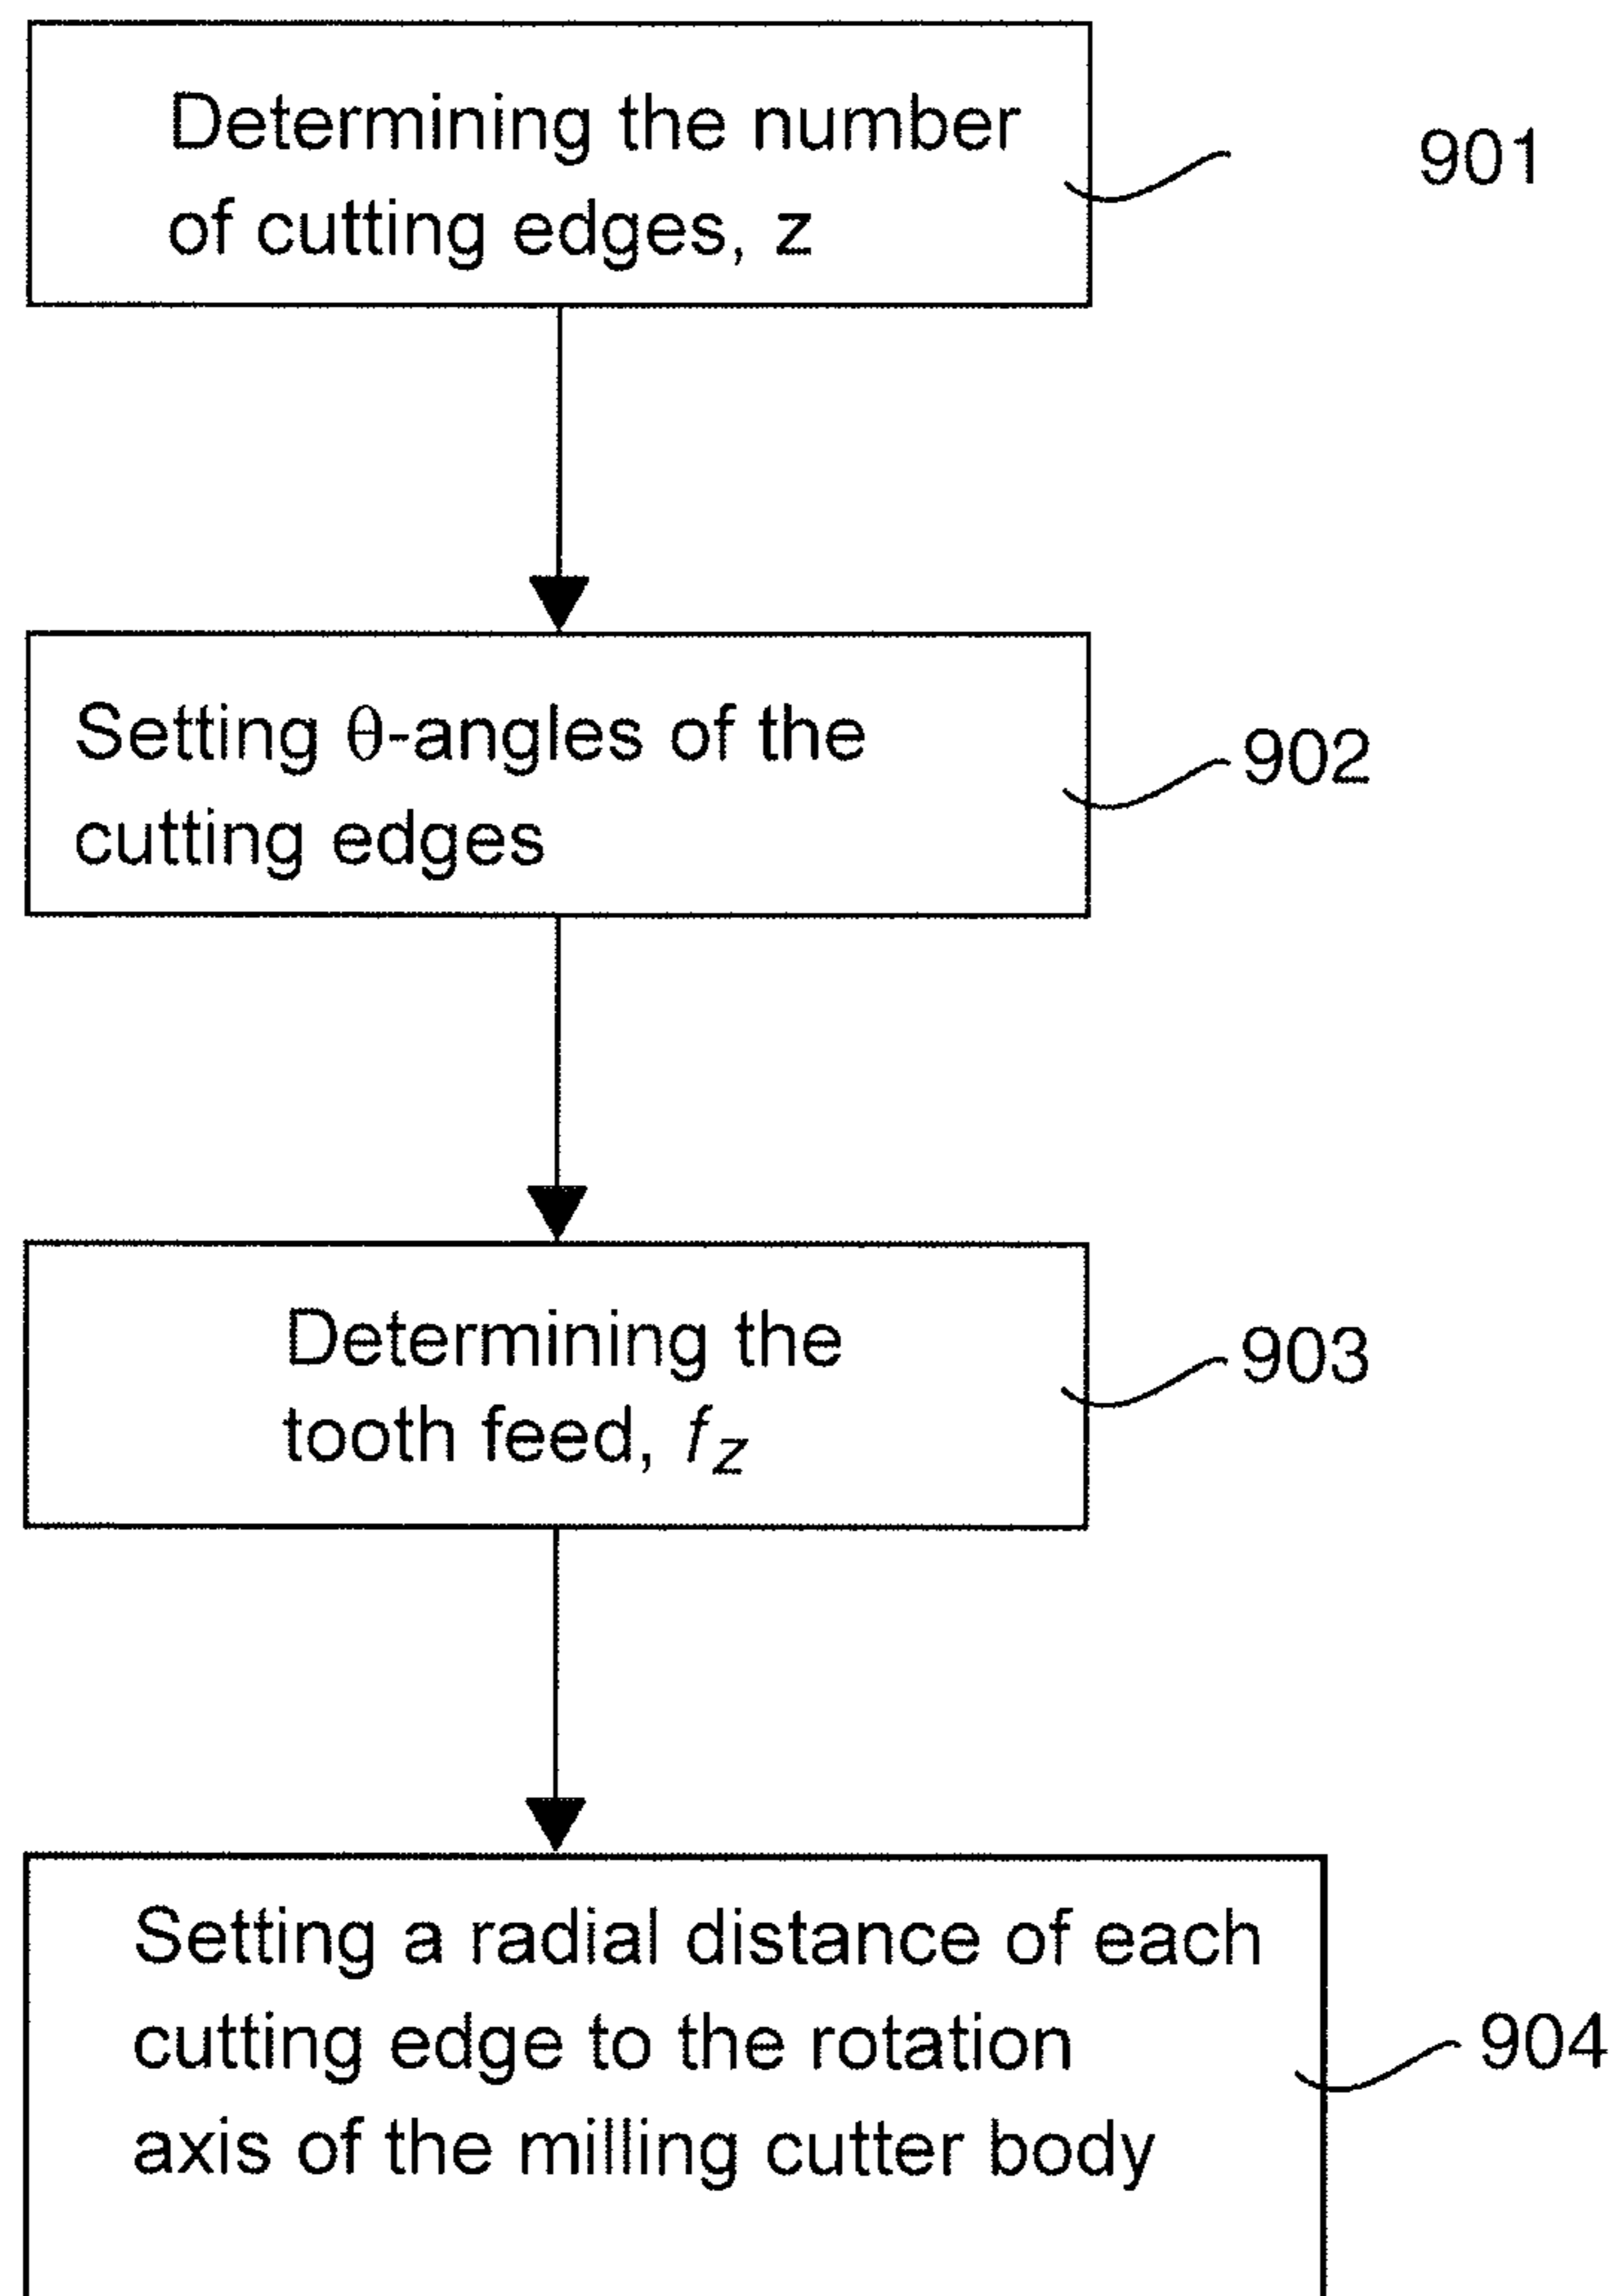 Determining the number
of cutting edges, z
901
Setting θ-angles of the
cutting edges
902
Determining the
tooth feed, fz
903
Setting a radial distance of each
cutting edge to the rotation
axis of the milling cutter body
904